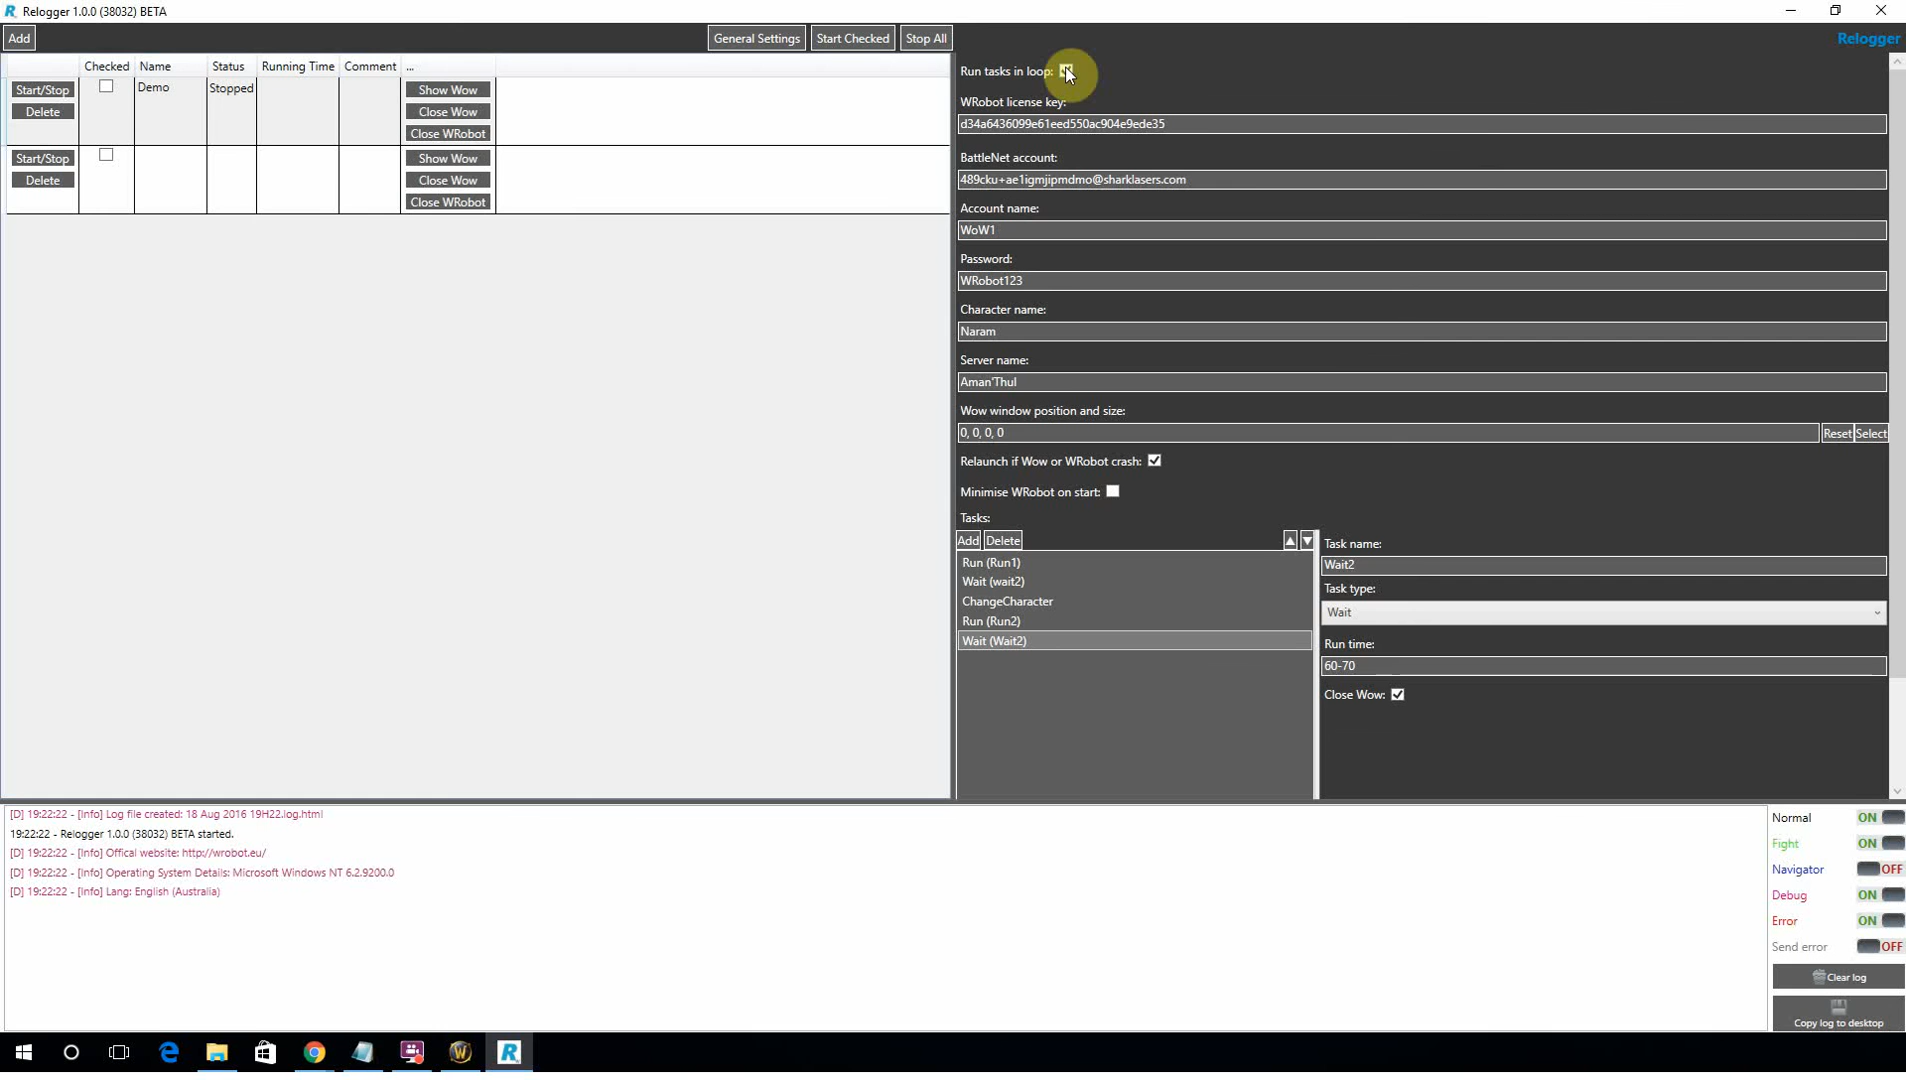 Relogger 1.0.0 (38032) BETA
Add
General Settings
Start Checked
Stop All
Relogger
Checked Name Status Running Time Comment ...
Start/Stop
Delete
Demo
Stopped
Show Wow
Close Wow
Close WRobot
Start/Stop
Delete
Show Wow
Close Wow
Close WRobot
Run tasks in loop:
WRobot license key:
d34a6436099e61eed550ac904e9ede35
BattleNet account:
489cku+ae1igmjipmdmo@sharklasers.com
Account name:
WoW1
Password:
WRobot123
Character name:
Naram
Server name:
Aman'Thul
Wow window position and size:
0, 0, 0, 0
Reset Select
Relaunch if Wow or WRobot crash:
Minimise WRobot on start:
Tasks:
Add Delete ▲ ▼
Run (Run1)
Wait (wait2)
ChangeCharacter
Run (Run2)
Wait (Wait2)
Task name:
Wait2
Task type:
Wait
Run time:
60-70
Close Wow:
[D] 19:22:22 - [Info] Log file created: 18 Aug 2016 19H22.log.html
19:22:22 - Relogger 1.0.0 (38032) BETA started.
[D] 19:22:22 - [Info] Offical website: http://wrobot.eu/
[D] 19:22:22 - [Info] Operating System Details: Microsoft Windows NT 6.2.9200.0
[D] 19:22:22 - [Info] Lang: English (Australia)
Normal ON
Fight ON
Navigator OFF
Debug ON
Error ON
Send error OFF
Clear log
Copy log to desktop